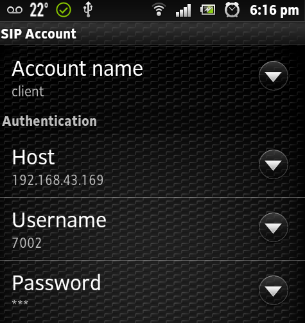 22° 6:16 pm
SIP Account
Account name
client
Authentication
Host
192.168.43.169
Username
7002
Password
***